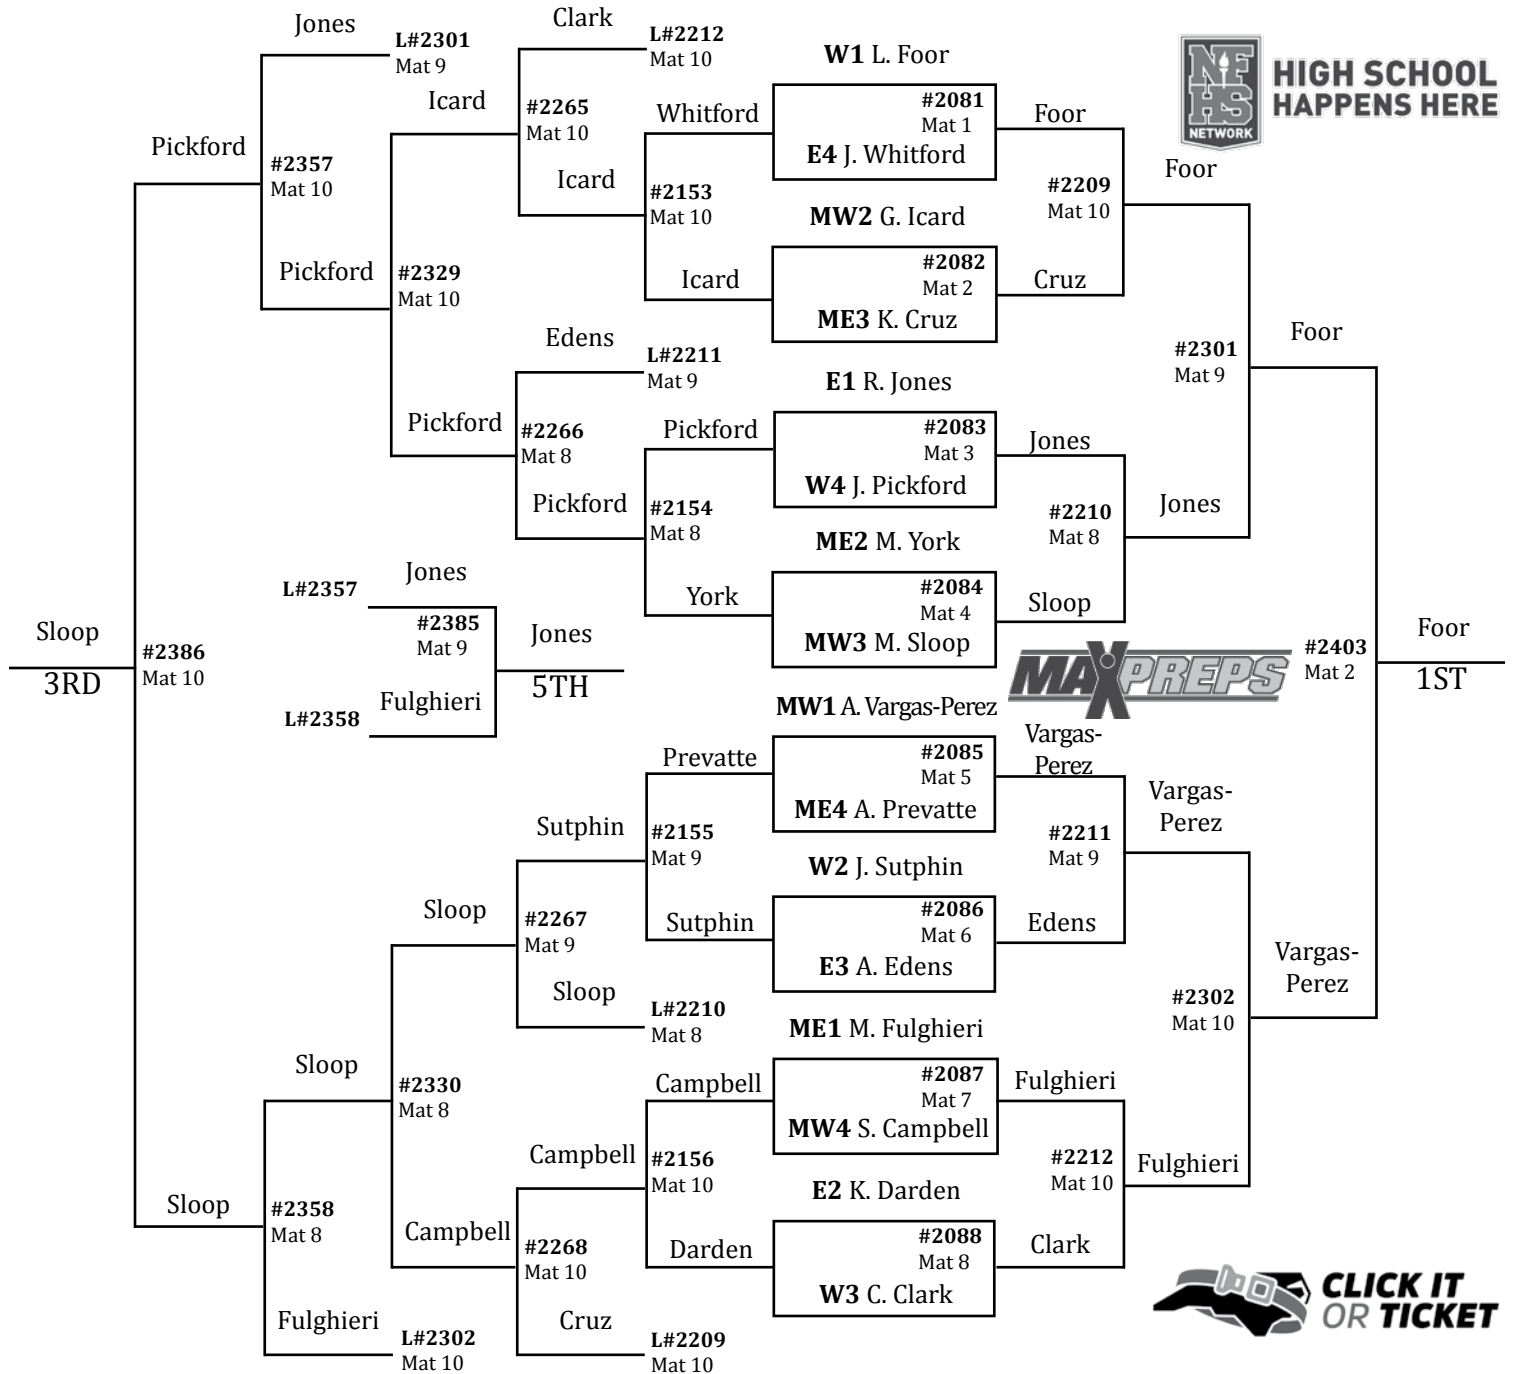 Jones
L#2301
Mat 9
Clark
L#2212
Mat 10
W1 L. Foor
NFHS
NETWORK
HIGH SCHOOL
HAPPENS HERE
Icard
#2265
Mat 10
Whitford
#2081
Mat 1
Foor
E4 J. Whitford
Pickford
#2357
Mat 10
Icard
#2153
Mat 10
#2209
Mat 10
Foor
MW2 G. Icard
Pickford
#2329
Mat 10
Icard
#2082
Mat 2
Cruz
ME3 K. Cruz
Edens
L#2211
Mat 9
#2301
Mat 9
Foor
E1 R. Jones
Pickford
#2266
Mat 8
Pickford
#2083
Mat 3
Jones
W4 J. Pickford
Pickford
#2154
Mat 8
#2210
Mat 8
Jones
ME2 M. York
L#2357
Jones
York
#2084
Mat 4
Sloop
MW3 M. Sloop
Sloop
3RD
#2386
Mat 10
#2385
Mat 9
Jones
5TH
MAXPREPS
#2403
Mat 2
Foor
1ST
L#2358
Fulghieri
MW1 A. Vargas-Perez
Prevatte
#2085
Mat 5
Vargas-
Perez
ME4 A. Prevatte
Sutphin
#2155
Mat 9
#2211
Mat 9
Vargas-
Perez
W2 J. Sutphin
Sloop
#2267
Mat 9
Sutphin
#2086
Mat 6
Edens
E3 A. Edens
Sloop
L#2210
Mat 8
#2302
Mat 10
Vargas-
Perez
ME1 M. Fulghieri
Sloop
#2330
Mat 8
Campbell
#2087
Mat 7
Fulghieri
MW4 S. Campbell
Campbell
#2156
Mat 10
#2212
Mat 10
Fulghieri
E2 K. Darden
Sloop
#2358
Mat 8
Campbell
#2268
Mat 10
Darden
#2088
Mat 8
Clark
W3 C. Clark
Fulghieri
L#2302
Mat 10
Cruz
L#2209
Mat 10
CLICK IT
OR TICKET